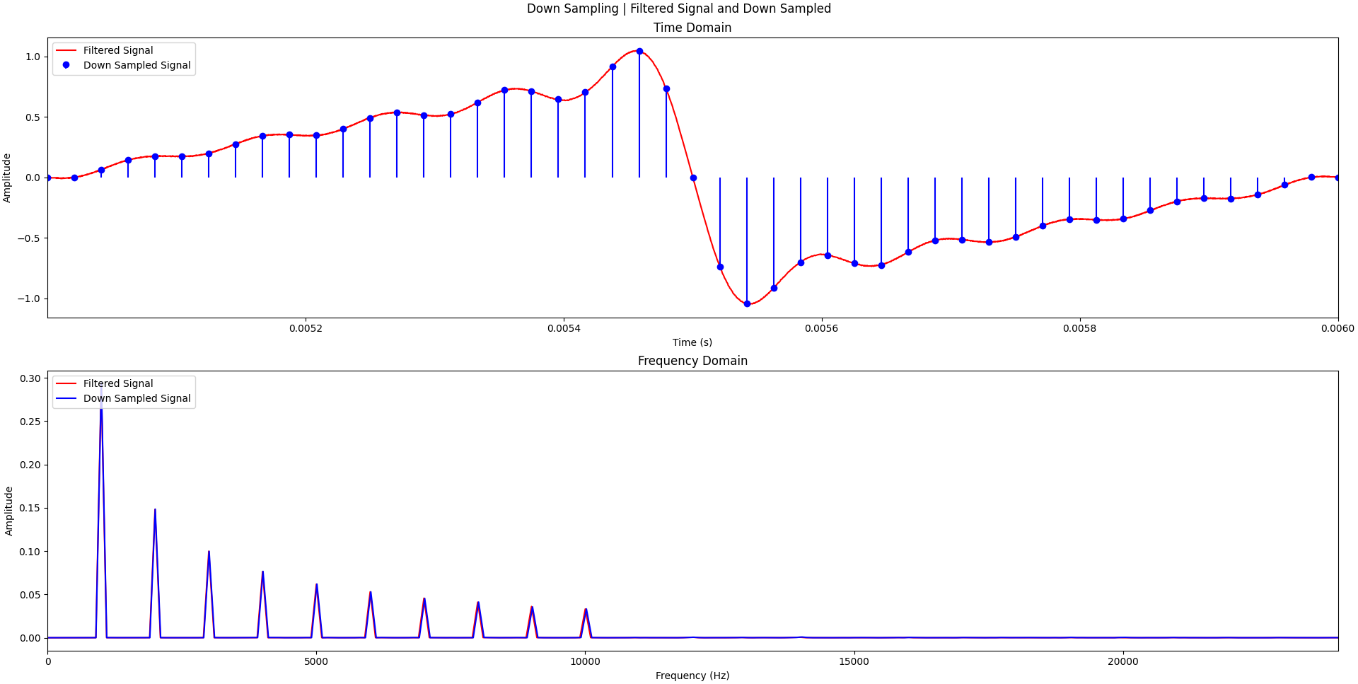 Down Sampling | Filtered Signal and Down Sampled
Time Domain
Filtered Signal
Down Sampled Signal
1.0
0.5
0.0
−0.5
−1.0
Amplitude
0.0052
0.0054
0.0056
0.0058
0.0060
Time (s)
Frequency Domain
Filtered Signal
Down Sampled Signal
0.30
0.25
0.20
0.15
0.10
0.05
0.00
Amplitude
0
5000
10000
15000
20000
Frequency (Hz)